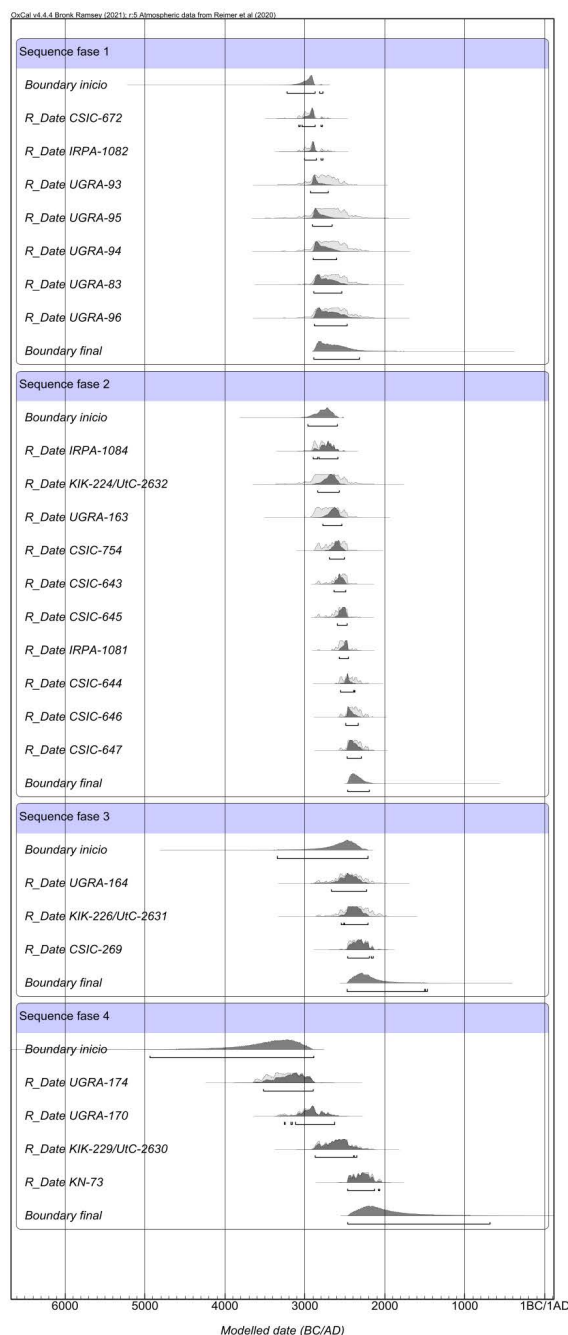 OxCal v4.4.4 Bronk Ramsey (2021); r:5 Atmospheric data from Reimer et al (2020)
Sequence fase 1
Boundary inicio
R_Date CSIC-672
R_Date IRPA-1082
R_Date UGRA-93
R_Date UGRA-95
R_Date UGRA-94
R_Date UGRA-83
R_Date UGRA-96
Boundary final
Sequence fase 2
Boundary inicio
R_Date IRPA-1084
R_Date KIK-224/UtC-2632
R_Date UGRA-163
R_Date CSIC-754
R_Date CSIC-643
R_Date CSIC-645
R_Date IRPA-1081
R_Date CSIC-644
R_Date CSIC-646
R_Date CSIC-647
Boundary final
Sequence fase 3
Boundary inicio
R_Date UGRA-164
R_Date KIK-226/UtC-2631
R_Date CSIC-269
Boundary final
Sequence fase 4
Boundary inicio
R_Date UGRA-174
R_Date UGRA-170
R_Date KIK-229/UtC-2630
R_Date KN-73
Boundary final
6000 5000 4000 3000 2000 1000 1BC/1AD
Modelled date (BC/AD)